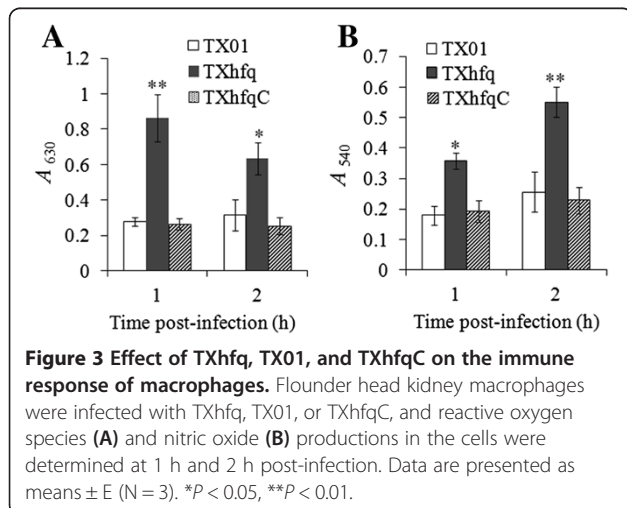 A
B
TX01
TXhfq
TXhfqC
TX01
TXhfq
TXhfqC
1.2
1
0.8
0.6
0.4
0.2
0
A 630
**
*
1 2
Time post-infection (h)
0.7
0.6
0.5
0.4
0.3
0.2
0.1
0
A 540
*
**
1 2
Time post-infection (h)
Figure 3 Effect of TXhfq, TX01, and TXhfqC on the immune
response of macrophages. Flounder head kidney macrophages
were infected with TXhfq, TX01, or TXhfqC, and reactive oxygen
species (A) and nitric oxide (B) productions in the cells were
determined at 1 h and 2 h post-infection. Data are presented as
means ± E (N = 3). *P < 0.05, **P < 0.01.